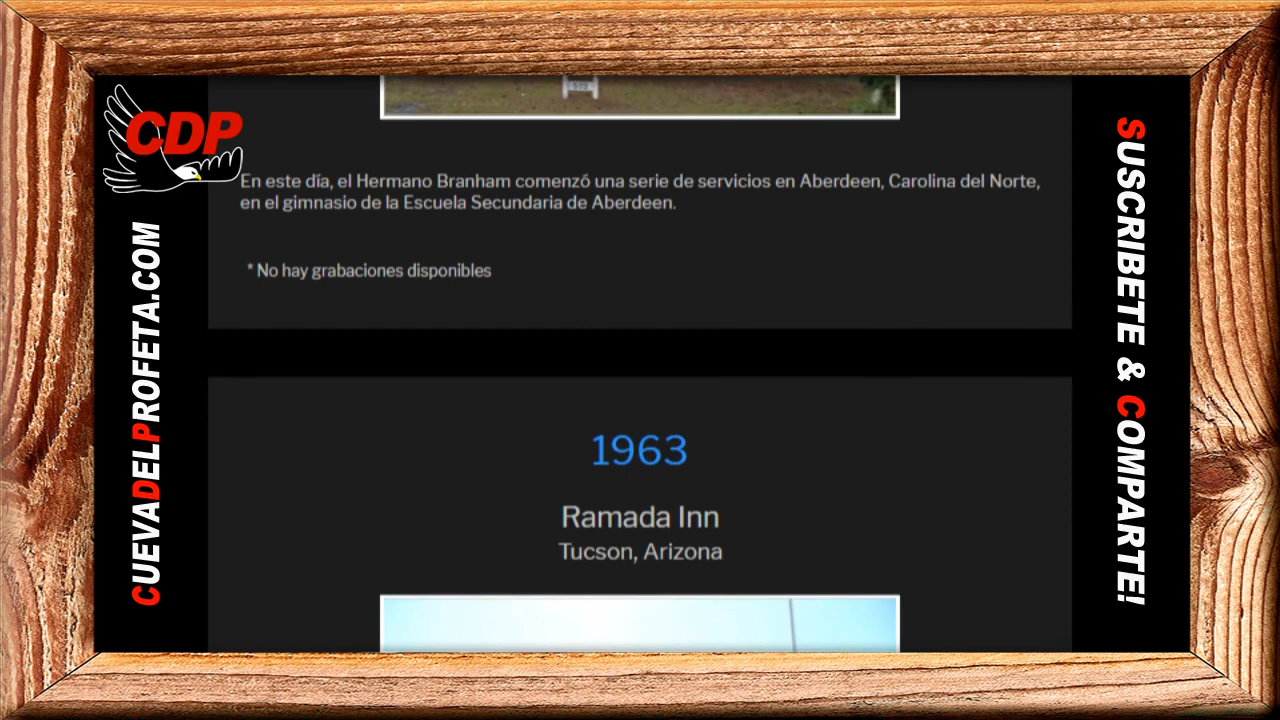 CDP
CUEVADELPROFETA.COM
En este día, el Hermano Branham comenzó una serie de servicios en Aberdeen, Carolina del Norte,
en el gimnasio de la Escuela Secundaria de Aberdeen.
* No hay grabaciones disponibles
1963
Ramada Inn
Tucson, Arizona
SUSCRIBETE & COMPARTE!